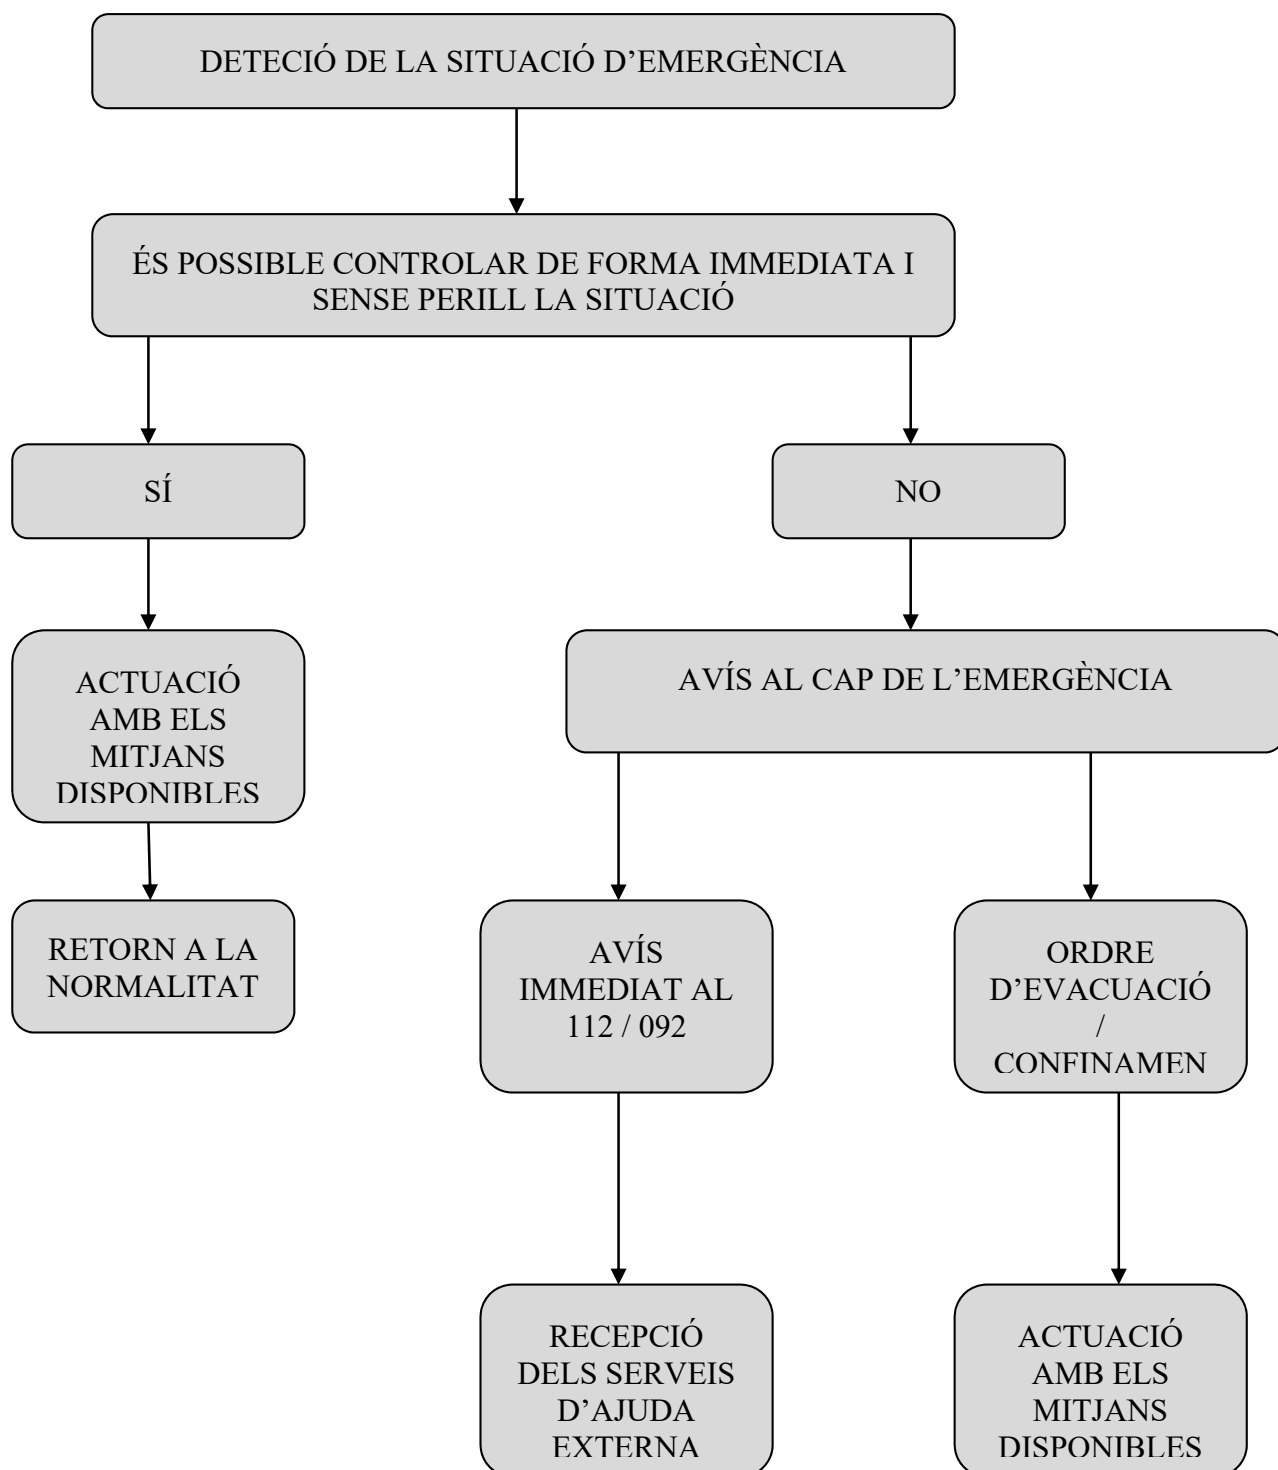 DETECIÓ DE LA SITUACIÓ D’EMERGÈNCIA
ÉS POSSIBLE CONTROLAR DE FORMA IMMEDIATA I
SENSE PERILL LA SITUACIÓ
SÍ
NO
ACTUACIÓ
AMB ELS
MITJANS
DISPONIBLES
AVÍS AL CAP DE L’EMERGÈNCIA
RETORN A LA
NORMALITAT
AVÍS
IMMEDIAT AL
112 / 092
ORDRE
D’EVACUACIÓ
/
CONFINAMEN
RECEPCIÓ
DELS SERVEIS
D’AJUDA
EXTERNA
ACTUACIÓ
AMB ELS
MITJANS
DISPONIBLES